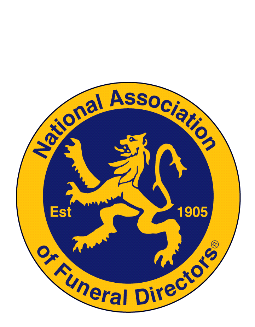 National Association
Est 1905
of Funeral Directors®